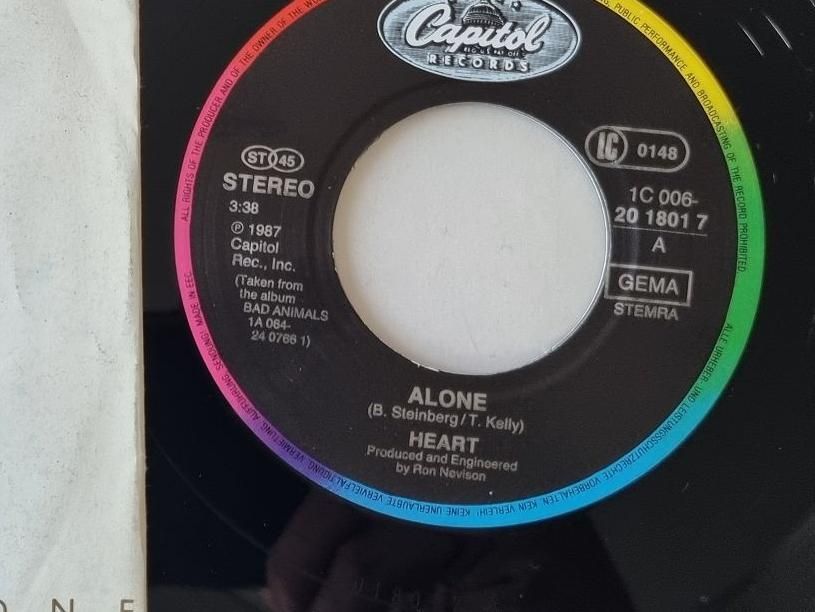 Capitol
RECORDS
ALL RIGHTS OF THE PRODUCER AND OF THE OWNER OF THE
PUBLIC PERFORMANCE AND BROADCASTING OF THE RECORD PROHIBITED
ST 45
STEREO
3:38
℗ 1987
Capitol
Rec., Inc.
(Taken from
the album
BAD ANIMALS
1A 064-
24 0766 1)
LC 0148
1C 006-
20 1801 7
A
GEMA
STEMRA
ALONE
(B. Steinberg/T. Kelly)
HEART
Produced and Engineered
by Ron Nevison
ALLE URHEBER- UND LEISTUNGSSCHUTZRECHTE VORBEHALTEN. KEIN VERLEIH! KEINE UNERLAUBTE VERVIELFÄLTIGUNG, VERMIETUNG, AUFFÜHRUNG, SENDUNG! MADE IN EEC.
O N E